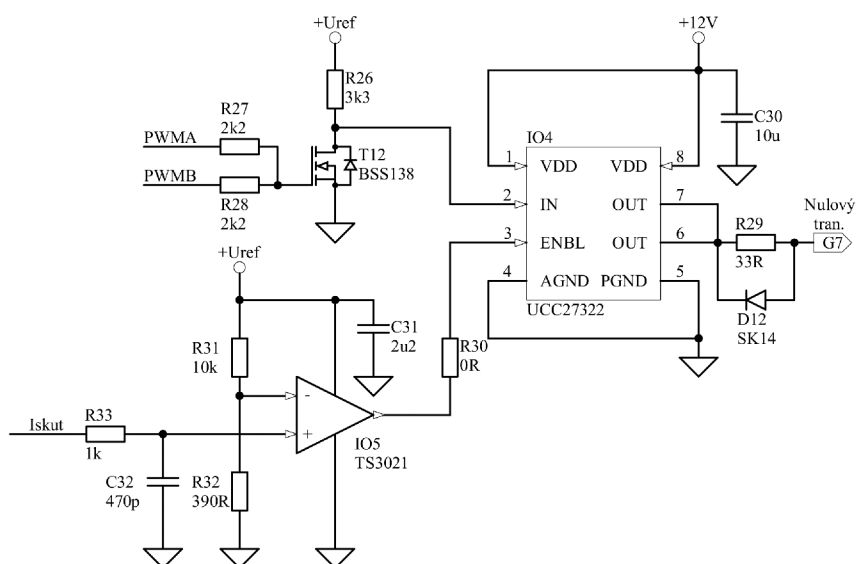 +Uref
+12V
R26
3k3
R27
2k2
PWMA
PWMB
R28
2k2
T12
BSS138
IO4
C30
10u
1
VDD
VDD
8
2
IN
OUT
7
3
ENBL
OUT
6
4
AGND
PGND
5
UCC27322
R29
33R
Nulový
tran.
G7
D12
SK14
+Uref
C31
2u2
R31
10k
R30
0R
-
+
IO5
TS3021
Iskut
R33
1k
C32
470p
R32
390R